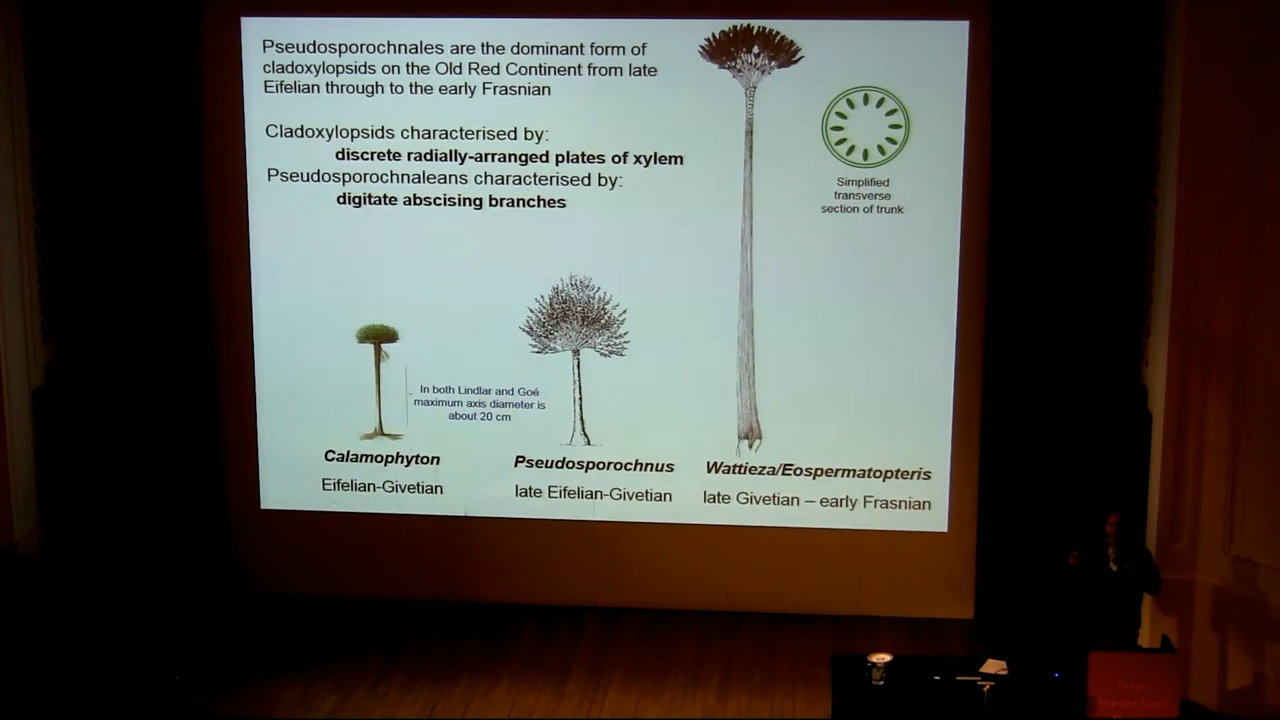 Pseudosporochnales are the dominant form of
cladoxylopsids on the Old Red Continent from late
Eifelian through to the early Frasnian
Cladoxylopsids characterised by:
discrete radially-arranged plates of xylem
Pseudosporochnaleans characterised by:
digitate abscising branches
Simplified
transverse
section of trunk
In both Lindlar and Goé
maximum axis diameter is
about 20 cm
Calamophyton
Eifelian-Givetian
Pseudosporochnus
late Eifelian-Givetian
Wattieza/Eospermatopteris
late Givetian – early Frasnian